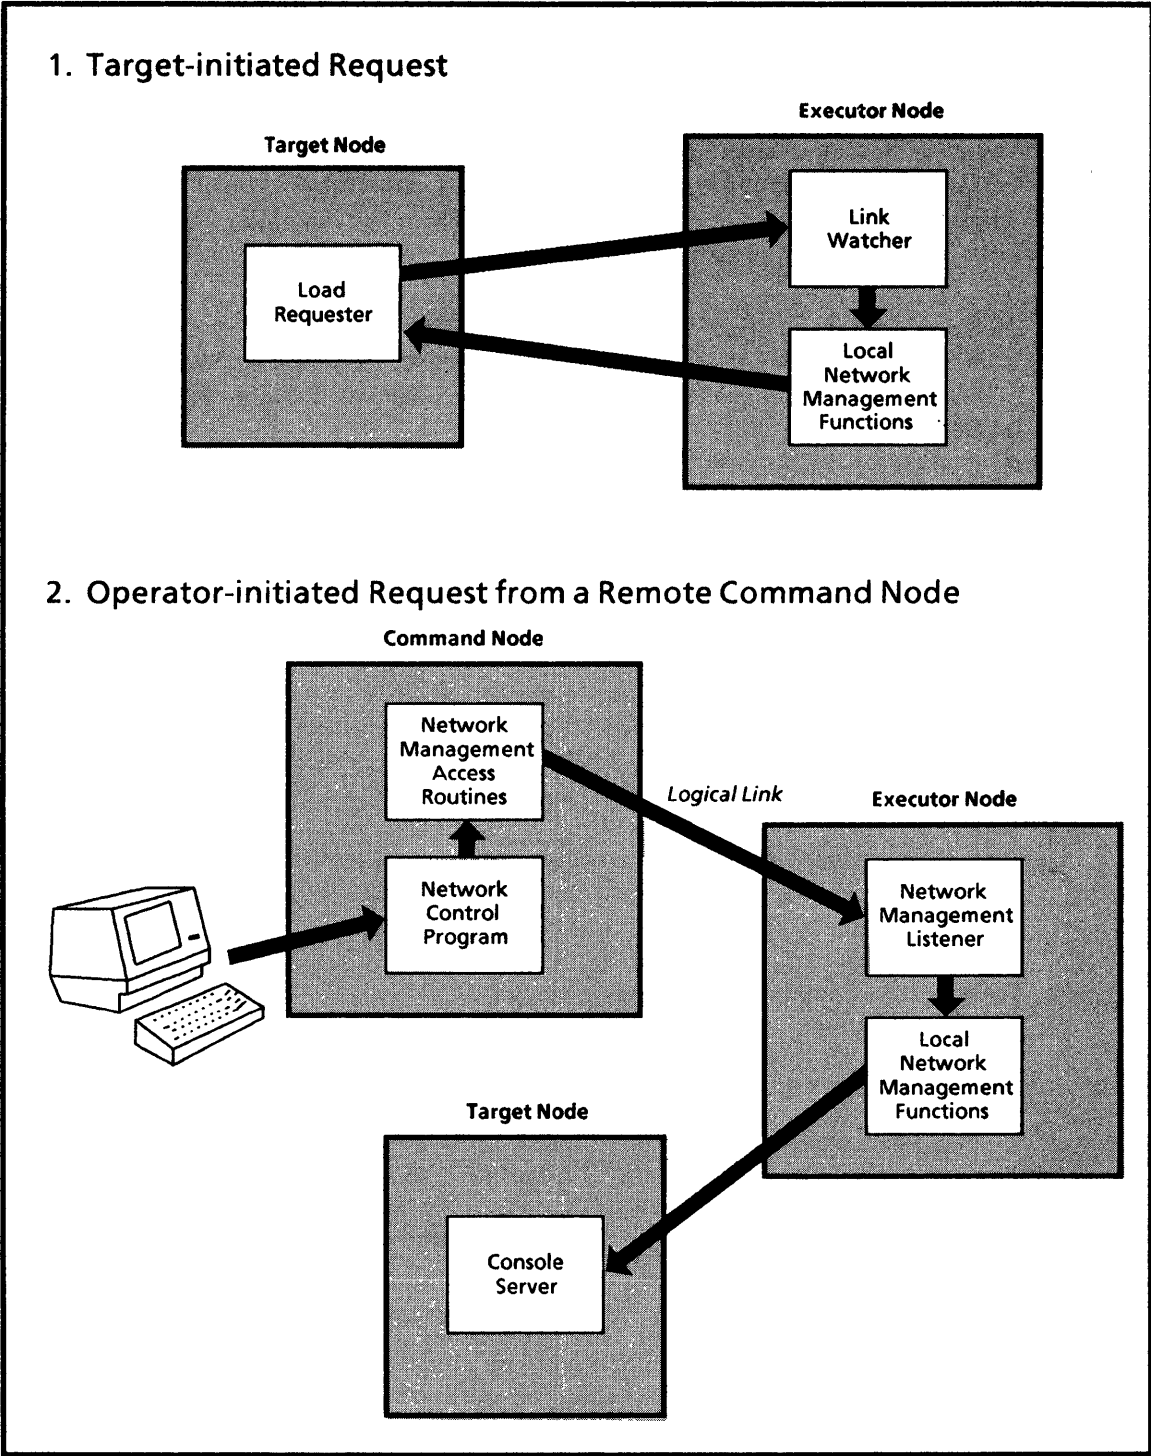 1. Target-initiated Request
Executor Node
Target Node
Link
Watcher
Load
Requester
Local
Network
Management
Functions
2. Operator-initiated Request from a Remote Command Node
Command Node
Network
Management
Access
Routines
Logical Link
Executor Node
Network
Control
Program
Network
Management
Listener
Local
Network
Management
Functions
Target Node
Console
Server